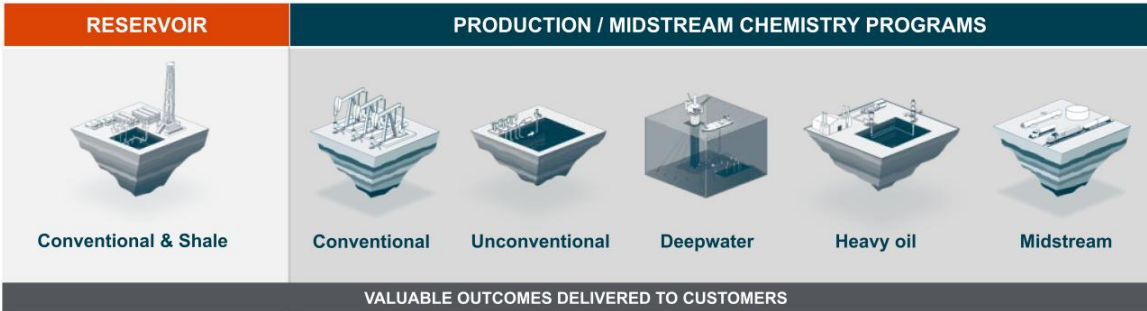 RESERVOIR
PRODUCTION / MIDSTREAM CHEMISTRY PROGRAMS
Conventional & Shale
Conventional
Unconventional
Deepwater
Heavy oil
Midstream
VALUABLE OUTCOMES DELIVERED TO CUSTOMERS